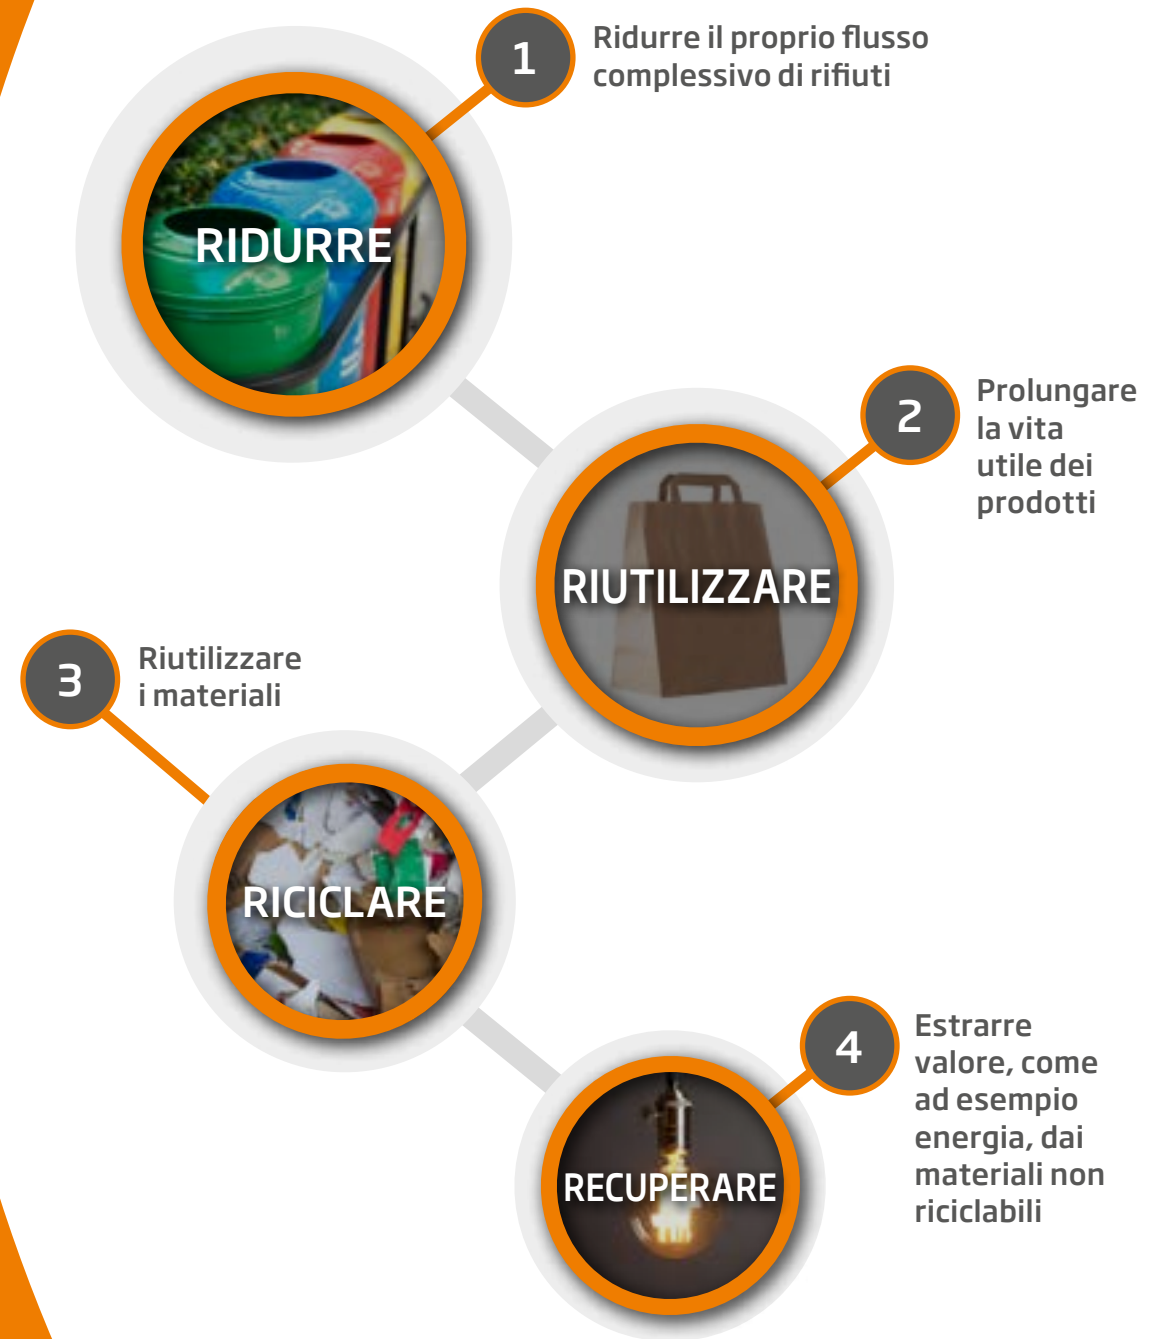 1
Ridurre il proprio flusso
complessivo di rifiuti
RIDURRE
2
Prolungare
la vita
utile dei
prodotti
RIUTILIZZARE
3
Riutilizzare
i materiali
RICICLARE
4
Estrarre
valore, come
ad esempio
energia, dai
materiali non
riciclabili
RECUPERARE